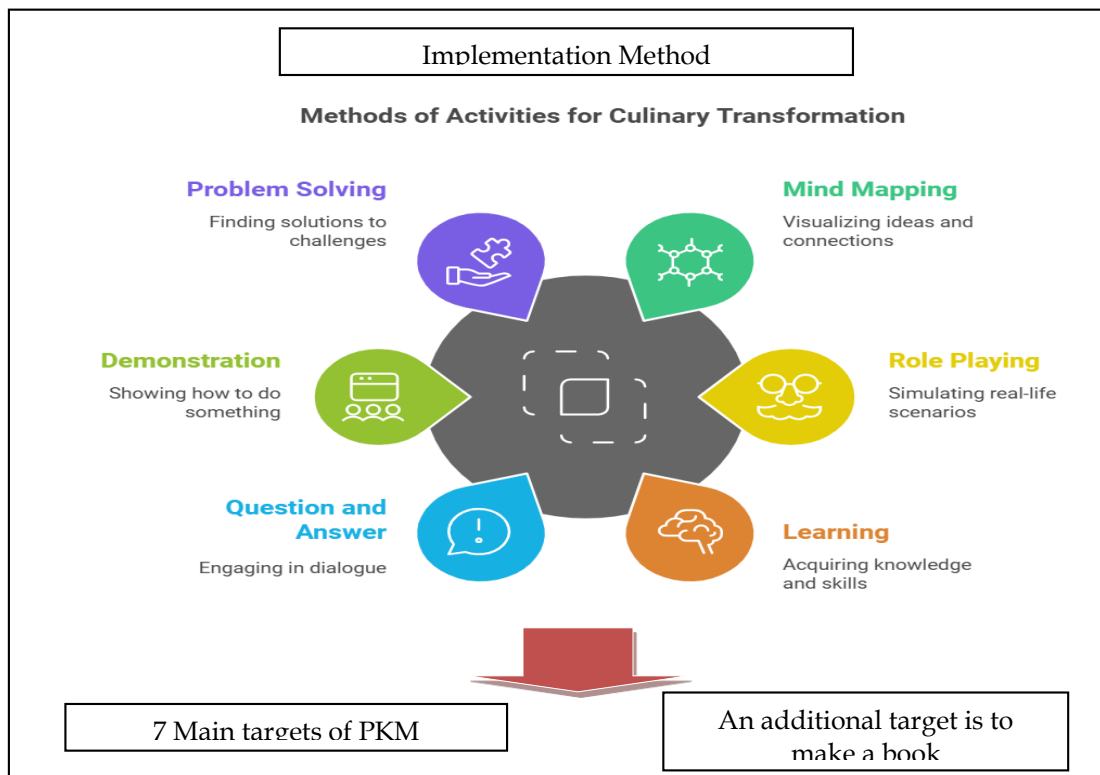 Implementation Method
Methods of Activities for Culinary Transformation
Problem Solving
Finding solutions to
challenges
Mind Mapping
Visualizing ideas and
connections
Demonstration
Showing how to do
something
Role Playing
Simulating real-life
scenarios
Question and
Answer
Engaging in dialogue
Learning
Acquiring knowledge
and skills
7 Main targets of PKM
An additional target is to
make a book